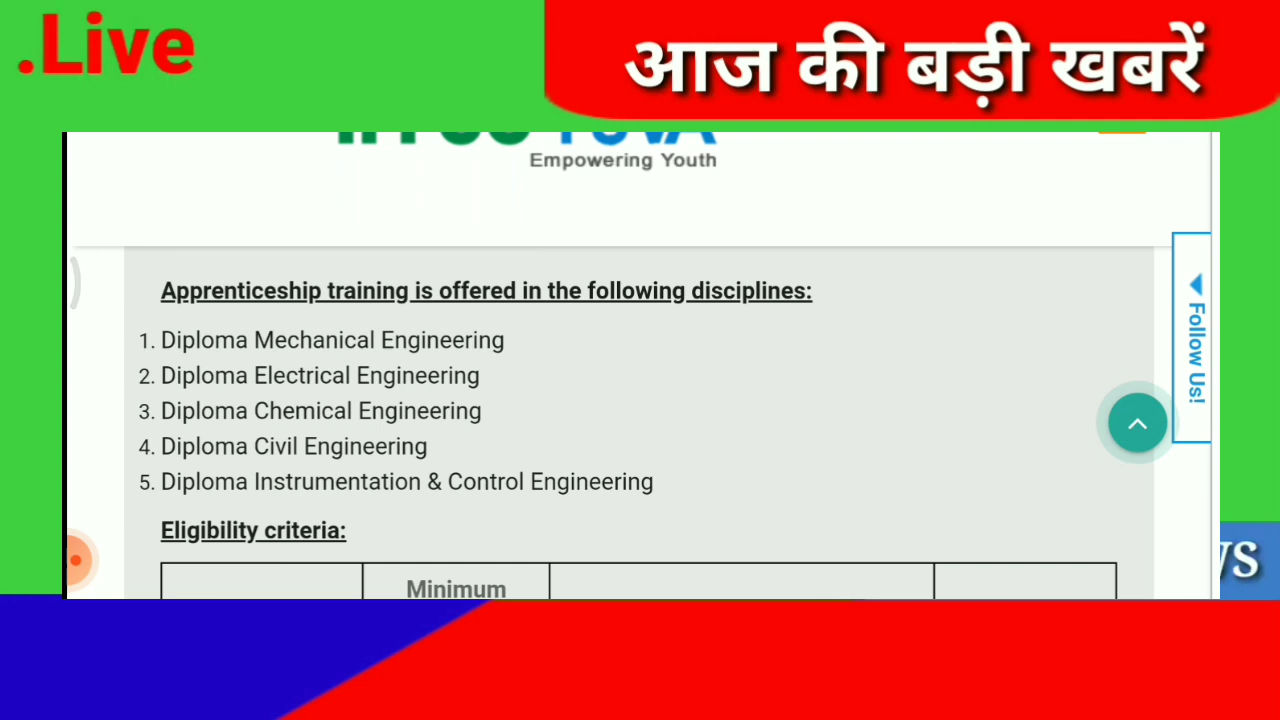 .Live
आज की बड़ी खबरें
Empowering Youth
Apprenticeship training is offered in the following disciplines:
1. Diploma Mechanical Engineering
2. Diploma Electrical Engineering
3. Diploma Chemical Engineering
4. Diploma Civil Engineering
5. Diploma Instrumentation & Control Engineering
Follow Us!
Eligibility criteria:
Minimum